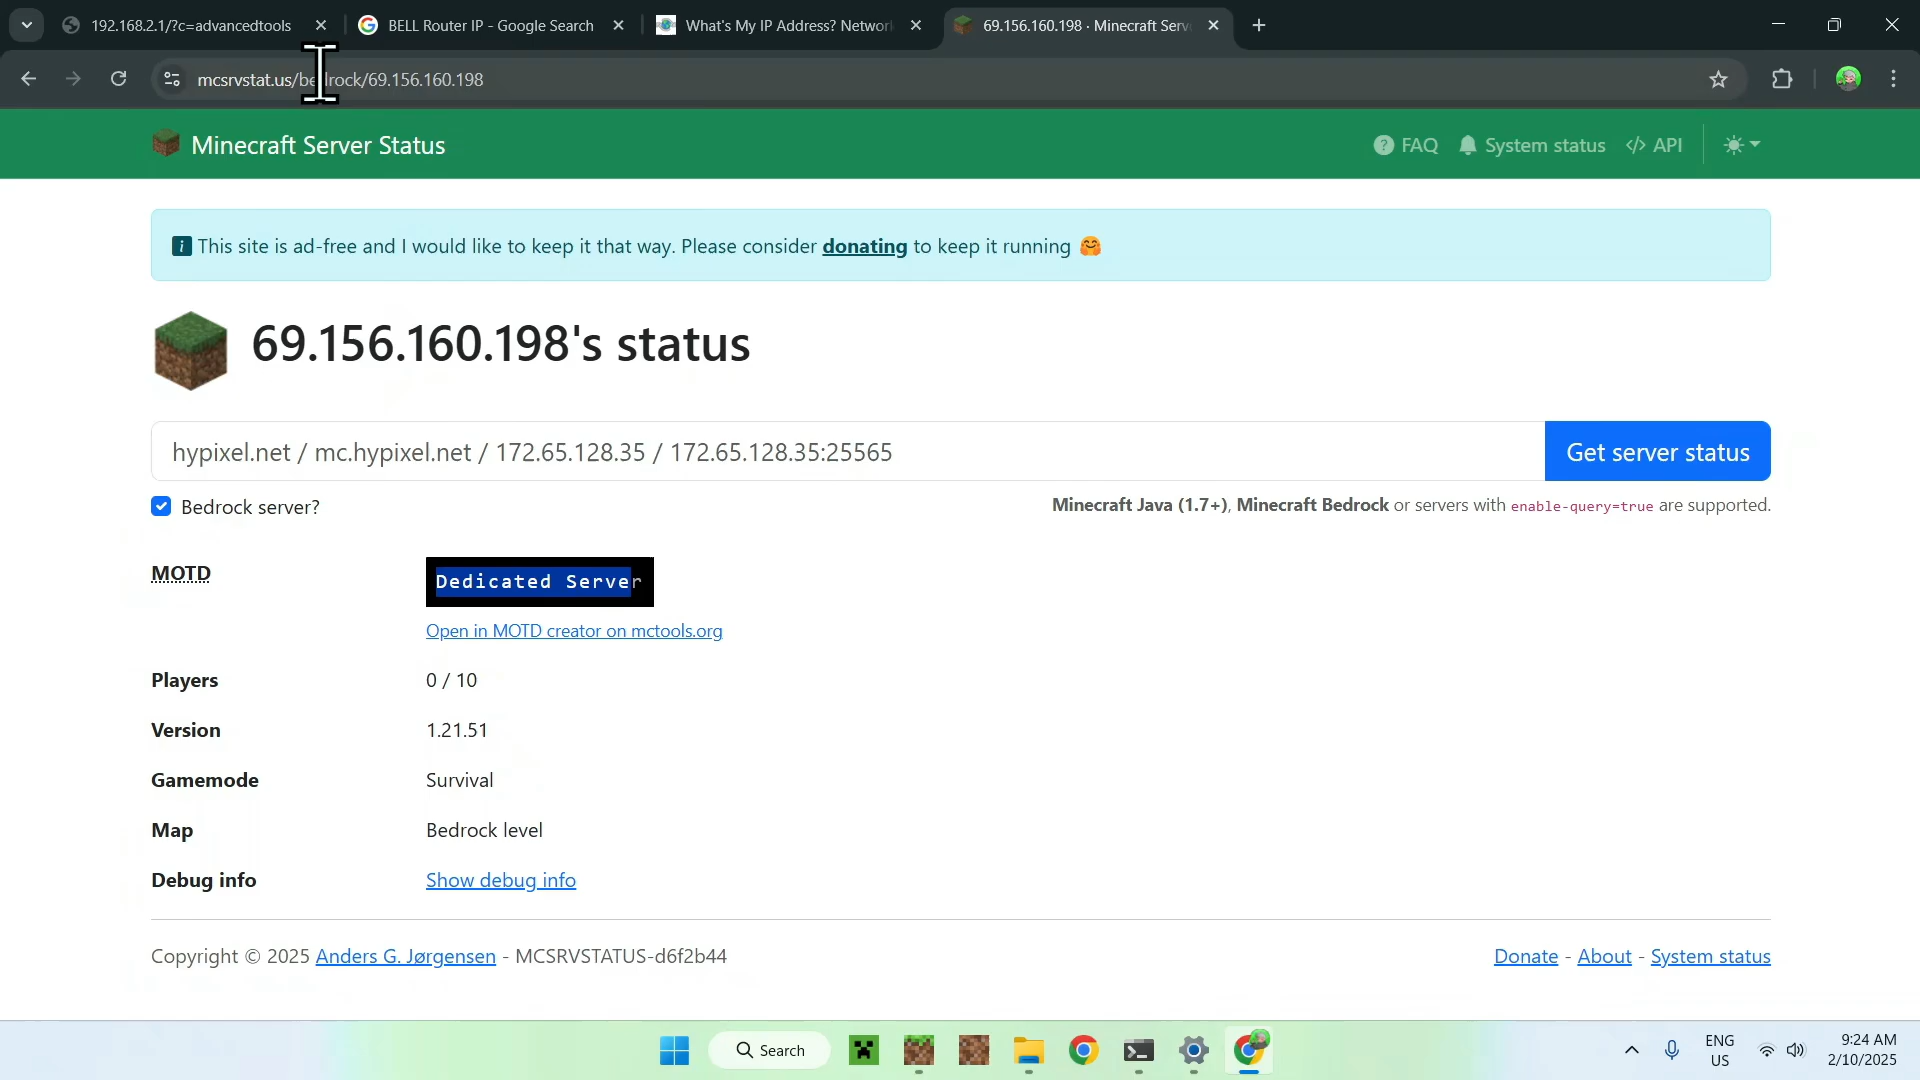 192.168.2.1/?c=advancedtools
BELL Router IP - Google Search
What's My IP Address? Networ
69.156.160.198 · Minecraft Serv
mcsrvstat.us/bedrock/69.156.160.198
Minecraft Server Status
FAQ
System status
API
This site is ad-free and I would like to keep it that way. Please consider donating to keep it running
69.156.160.198's status
hypixel.net / mc.hypixel.net / 172.65.128.35 / 172.65.128.35:25565
Get server status
Bedrock server?
Minecraft Java (1.7+), Minecraft Bedrock or servers with enable-query=true are supported.
MOTD
Dedicated Server
Open in MOTD creator on mctools.org
Players
0 / 10
Version
1.21.51
Gamemode
Survival
Map
Bedrock level
Debug info
Show debug info
Copyright © 2025 Anders G. Jørgensen - MCSRVSTATUS-d6f2b44
Donate - About - System status
Search
ENG
US
9:24 AM
2/10/2025